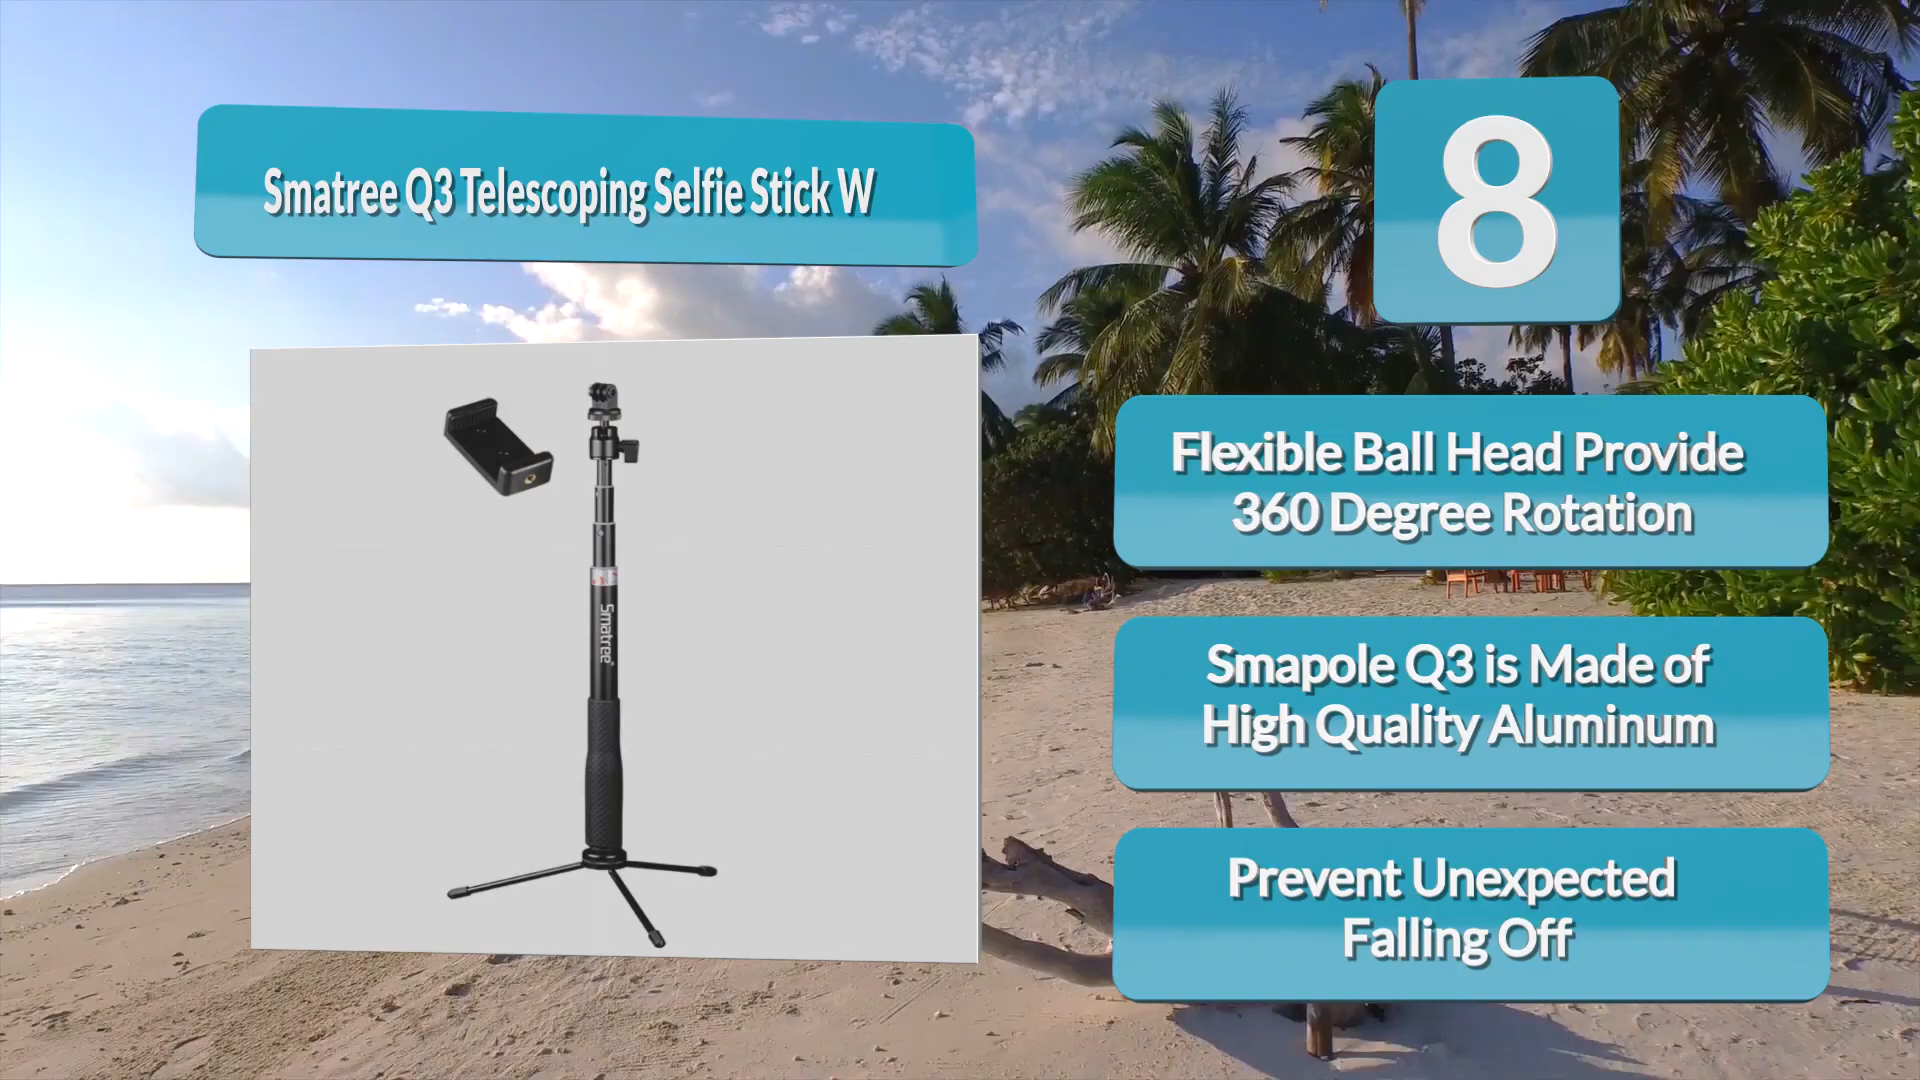 Smatree Q3 Telescoping Selfie Stick W
8
Smatree
Flexible Ball Head Provide
360 Degree Rotation
Smapole Q3 is Made of
High Quality Aluminum
Prevent Unexpected
Falling Off